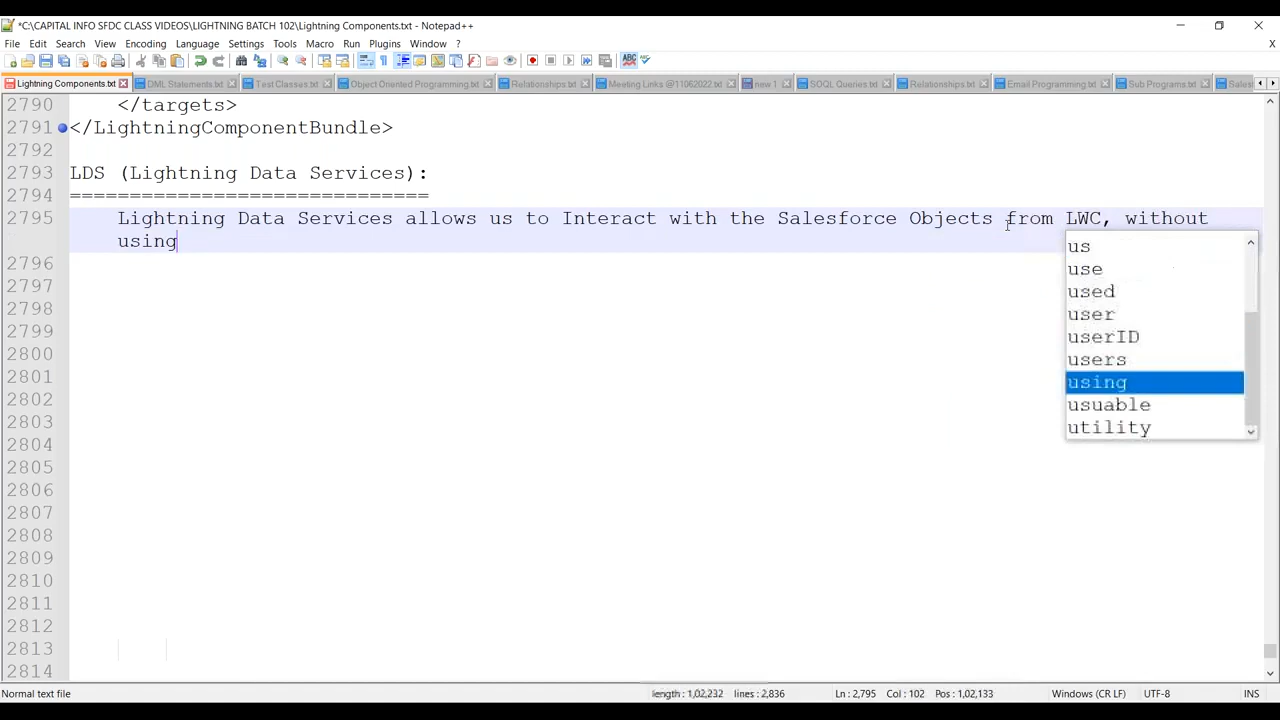 *C:\CAPITAL INFO SFDC CLASS VIDEOS\LIGHTNING BATCH 102\Lightning Components.txt - Notepad++
File Edit Search View Encoding Language Settings Tools Macro Run Plugins Window ? X
Lightning Components.txt DML Statements.txt Test Classes.txt Object Oriented Programming.txt Relationships.txt Meeting Links @11062022.txt new 1 SOQL Queries.txt Relationships.txt Email Programming.txt Sub Programs.txt Sales
2790 </targets>
2791 </LightningComponentBundle>
2792
2793 LDS (Lightning Data Services):
2794 ==============================
2795 Lightning Data Services allows us to Interact with the Salesforce Objects from LWC, without
using
us
use
used
user
userID
users
using
usuable
utility
2796
2797
2798
2799
2800
2801
2802
2803
2804
2805
2806
2807
2808
2809
2810
2811
2812
2813
2814
Normal text file length : 1,02,232 lines : 2,836 Ln : 2,795 Col : 102 Pos : 1,02,133 Windows (CR LF) UTF-8 INS